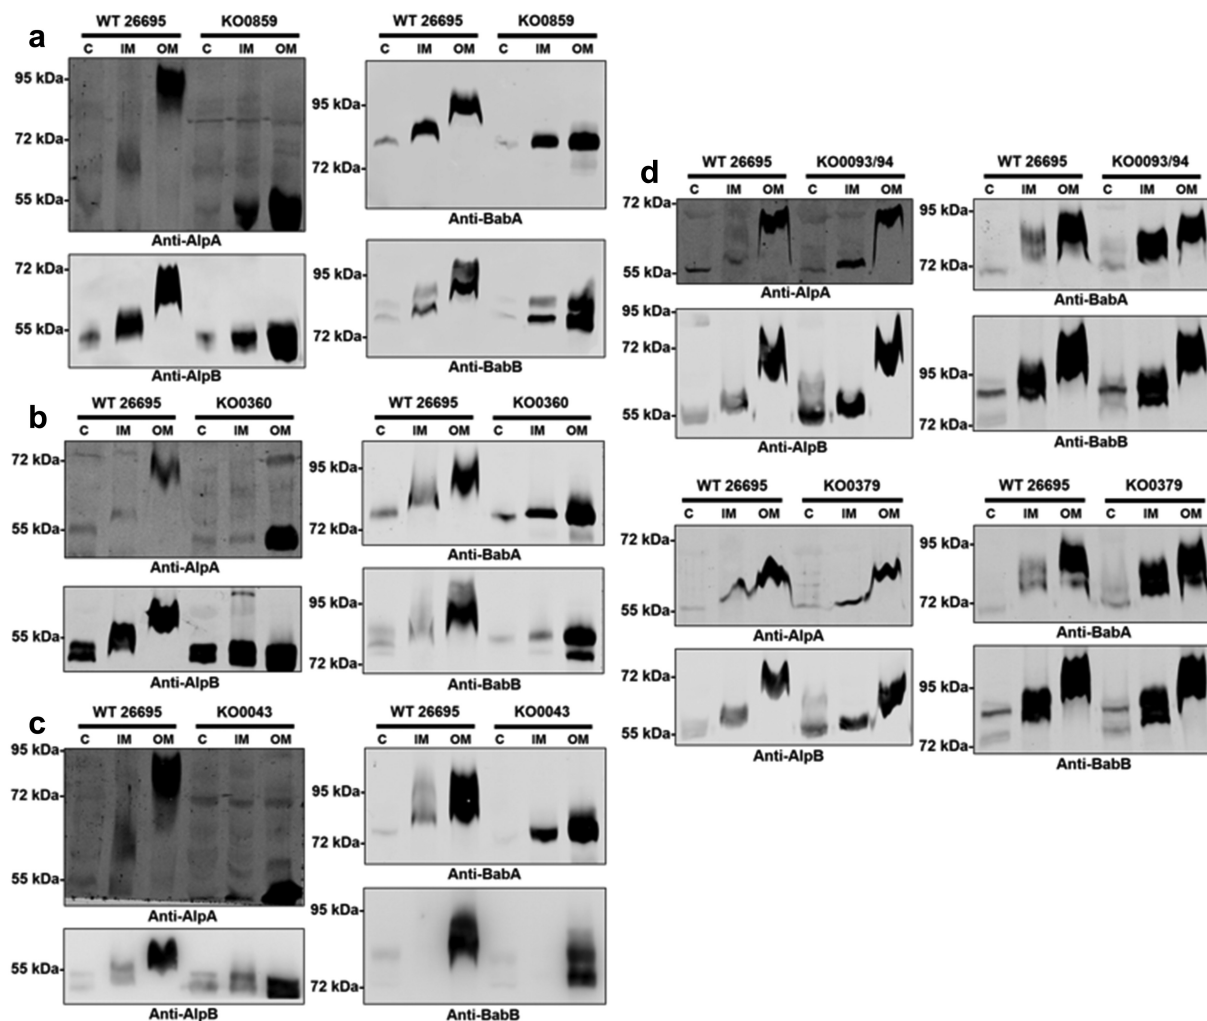 a
WT 26695 KO0859
C IM OM C IM OM
95 kDa-
72 kDa-
55 kDa-
Anti-AlpA
72 kDa-
55 kDa-
Anti-AlpB
WT 26695 KO0859
C IM OM C IM OM
95 kDa-
72 kDa-
Anti-BabA
95 kDa-
72 kDa-
Anti-BabB
b
WT 26695 KO0360
C IM OM C IM OM
72 kDa-
55 kDa-
Anti-AlpA
55 kDa-
Anti-AlpB
WT 26695 KO0360
C IM OM C IM OM
95 kDa-
72 kDa-
Anti-BabA
95 kDa-
72 kDa-
Anti-BabB
c
WT 26695 KO0043
C IM OM C IM OM
95 kDa-
72 kDa-
55 kDa-
Anti-AlpA
55 kDa-
Anti-AlpB
WT 26695 KO0043
C IM OM C IM OM
95 kDa-
72 kDa-
Anti-BabA
95 kDa-
72 kDa-
Anti-BabB
d
WT 26695 KO0093/94
C IM OM C IM OM
72 kDa-
55 kDa-
Anti-AlpA
95 kDa-
72 kDa-
55 kDa-
Anti-AlpB
WT 26695 KO0093/94
C IM OM C IM OM
95 kDa-
72 kDa-
Anti-BabA
95 kDa-
72 kDa-
Anti-BabB
WT 26695 KO0379
C IM OM C IM OM
72 kDa-
55 kDa-
Anti-AlpA
72 kDa-
55 kDa-
Anti-AlpB
WT 26695 KO0379
C IM OM C IM OM
95 kDa-
72 kDa-
Anti-BabA
95 kDa-
72 kDa-
Anti-BabB